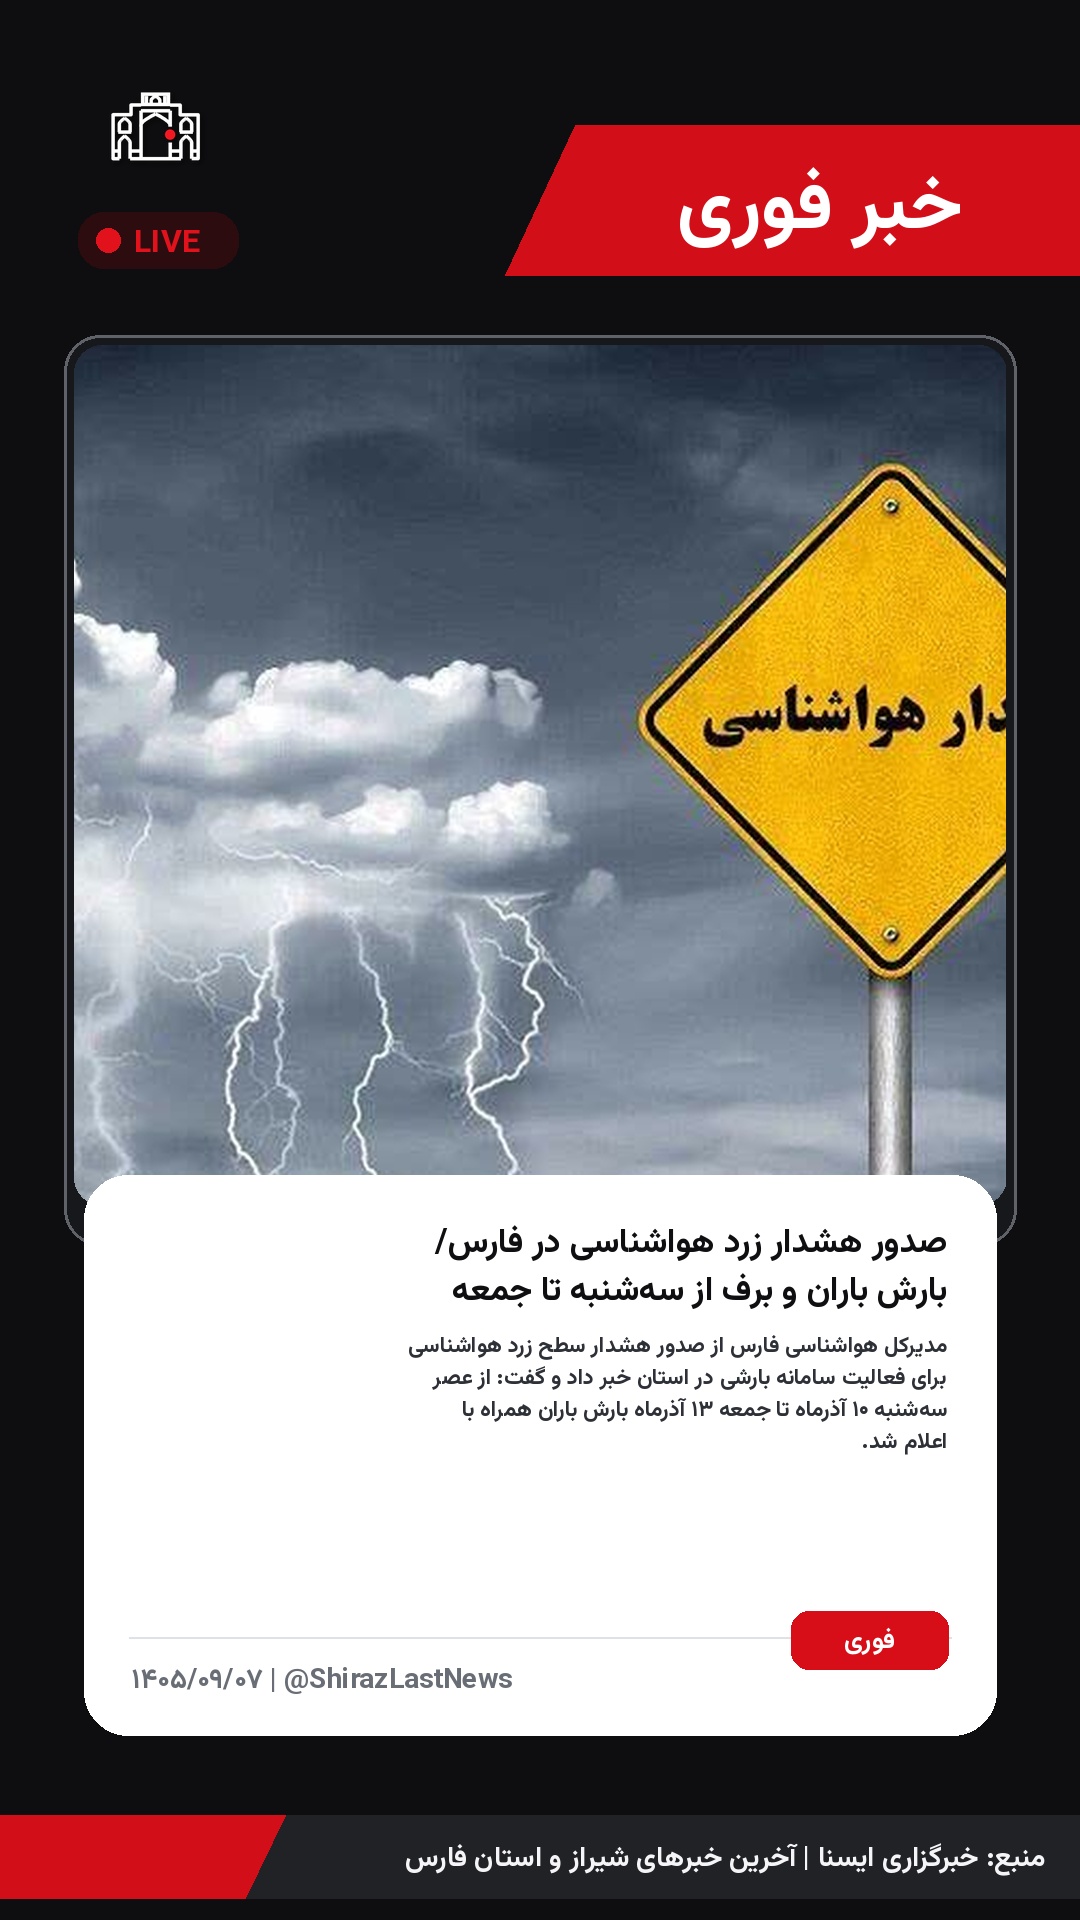 خبر فوری
LIVE
هواشناسی
صدور هشدار زرد هواشناسی در فارس/
بارش باران و برف از سه‌شنبه تا جمعه
مدیرکل هواشناسی فارس از صدور هشدار سطح زرد هواشناسی
برای فعالیت سامانه بارشی در استان خبر داد و گفت: از عصر
سه‌شنبه ۱۰ آذرماه تا جمعه ۱۳ آذرماه بارش باران همراه با
اعلام شد.
فوری
۱۴۰۵/۰۹/۰۷ | @ShirazLastNews
منبع: خبرگزاری ایسنا | آخرین خبرهای شیراز و استان فارس